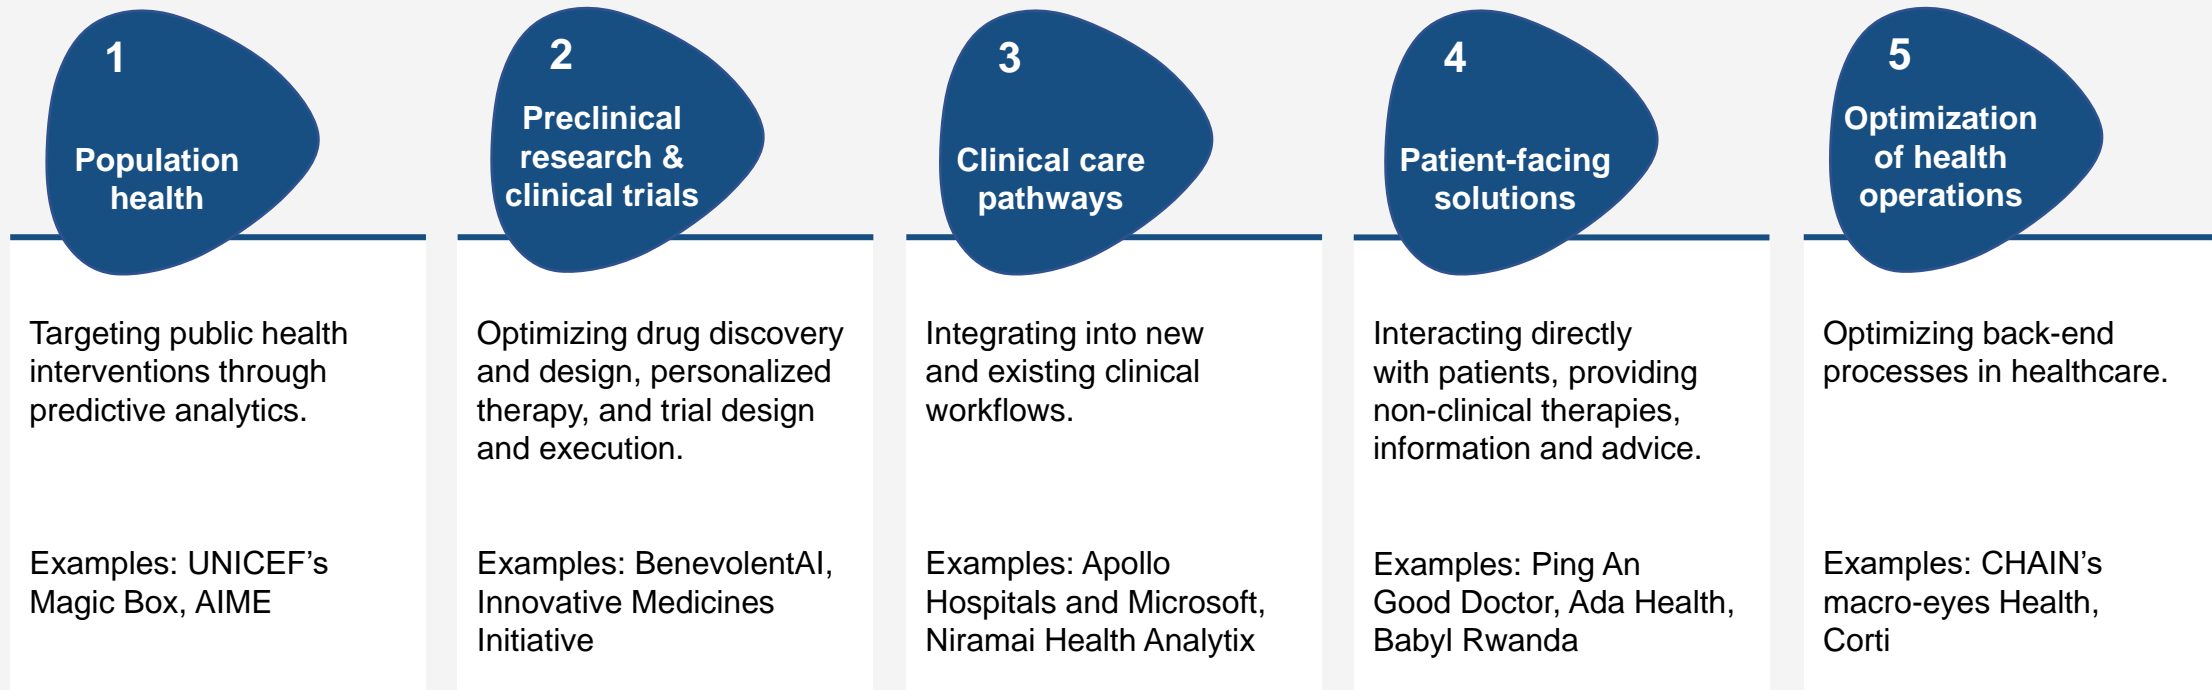 1
Population
health
Targeting public health
interventions through
predictive analytics.
Examples: UNICEF’s
Magic Box, AIME
2
Preclinical
research &
clinical trials
Optimizing drug discovery
and design, personalized
therapy, and trial design
and execution.
Examples: BenevolentAI,
Innovative Medicines
Initiative
3
Clinical care
pathways
Integrating into new
and existing clinical
workflows.
Examples: Apollo
Hospitals and Microsoft,
Niramai Health Analytix
4
Patient-facing
solutions
Interacting directly
with patients, providing
non-clinical therapies,
information and advice.
Examples: Ping An
Good Doctor, Ada Health,
Babyl Rwanda
5
Optimization
of health
operations
Optimizing back-end
processes in healthcare.
Examples: CHAIN’s
macro-eyes Health,
Corti